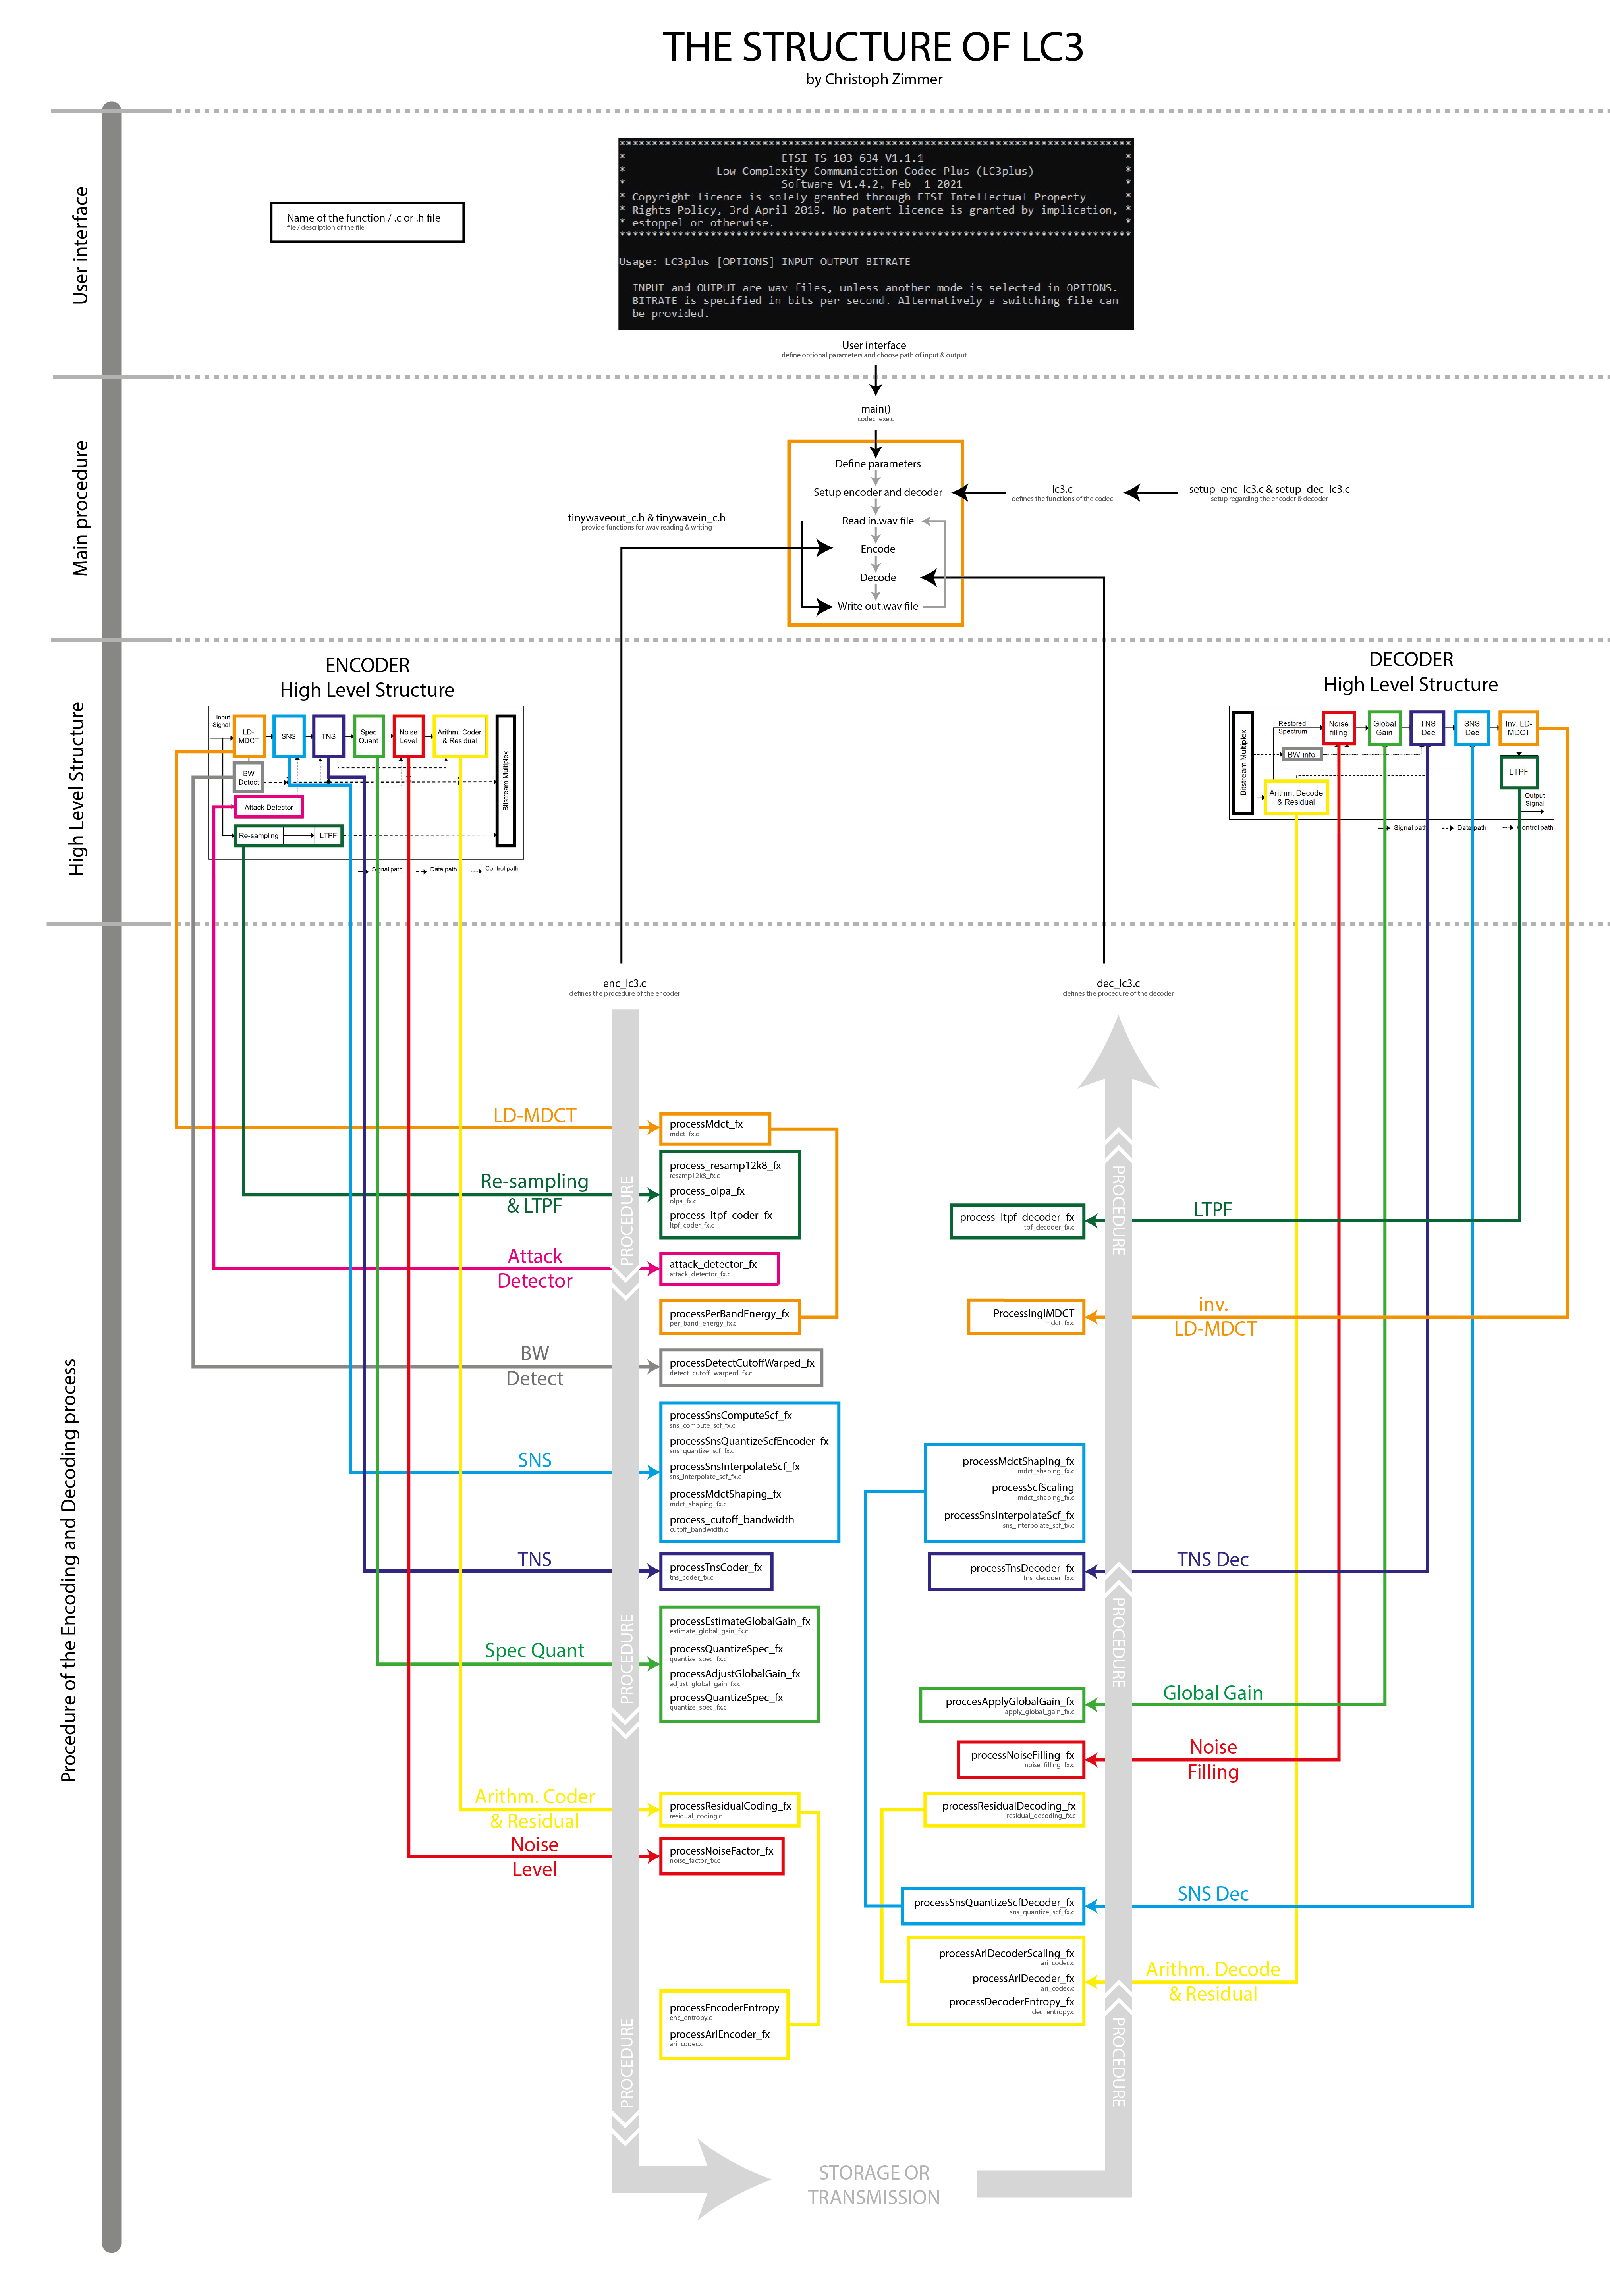 THE STRUCTURE OF LC3
by Christoph Zimmer
User interface
Name of the function / .c or .h file
file / description of the file
ETSI TS 103 634 V1.1.1
Low Complexity Communication Codec Plus (LC3plus)
Software V1.4.2, Feb 1 2021
* Copyright licence is solely granted through ETSI Intellectual Property *
* Rights Policy, 3rd April 2019. No patent licence is granted by implication, *
* estoppel or otherwise. *
Usage: LC3plus [OPTIONS] INPUT OUTPUT BITRATE
INPUT and OUTPUT are wav files, unless another mode is selected in OPTIONS.
BITRATE is specified in bits per second. Alternatively a switching file can
be provided.
User interface
define optional parameters and choose path of input & output
Main procedure
main()
codec_exe.c
Define parameters
Setup encoder and decoder
Read in.wav file
Encode
Decode
Write out.wav file
lc3.c
defines the functions of the codec
setup_enc_lc3.c & setup_dec_lc3.c
setup regarding the encoder & decoder
tinywaveout_c.h & tinywavein_c.h
provide functions for .wav reading & writing
High Level Structure
ENCODER
High Level Structure
Input
Signal
LD-
MDCT
SNS
TNS
Spec
Quant
Noise
Level
Arithm. Coder
& Residual
Bitstream Multiplex
BW
Detect
Attack Detector
Re-sampling
LTPF
Signal path
Data path
Control path
DECODER
High Level Structure
Bitstream Multiplex
Restored
Spectrum
BW info
Arithm. Decode
& Residual
Noise
filling
Global
Gain
TNS
Dec
SNS
Dec
Inv. LD-
MDCT
LTPF
Output
Signal
Signal path
Data path
Control path
Procedure of the Encoding and Decoding process
enc_lc3.c
defines the procedure of the encoder
dec_lc3.c
defines the procedure of the decoder
PROCEDURE
PROCEDURE
PROCEDURE
LD-MDCT
processMdct_fx
mdct_fx.c
Re-sampling
& LTPF
process_resamp12k8_fx
resamp12k8_fx.c
process_olpa_fx
olpa_fx.c
process_ltpf_coder_fx
ltpf_coder_fx.c
Attack
Detector
attack_detector_fx
attack_detector_fx.c
processPerBandEnergy_fx
per_band_energy_fx.c
BW
Detect
processDetectCutoffWarped_fx
detect_cutoff_warperd_fx.c
SNS
processSnsComputeScf_fx
sns_compute_scf_fx.c
processSnsQuantizeScfEncoder_fx
sns_quantize_scf_fx.c
processSnsInterpolateScf_fx
sns_interpolate_scf_fx.c
processMdctShaping_fx
mdct_shaping_fx.c
process_cutoff_bandwidth
cutoff_bandwidth.c
TNS
processTnsCoder_fx
tns_coder_fx.c
Spec Quant
processEstimateGlobalGain_fx
estimate_global_gain_fx.c
processQuantizeSpec_fx
quantize_spec_fx.c
processAdjustGlobalGain_fx
adjust_global_gain_fx.c
processQuantizeSpec_fx
quantize_spec_fx.c
Arithm. Coder
& Residual
processResidualCoding_fx
residual_coding.c
Noise
Level
processNoiseFactor_fx
noise_factor_fx.c
processEncoderEntropy
enc_entropy.c
processAriEncoder_fx
ari_codec.c
STORAGE OR
TRANSMISSION
PROCEDURE
PROCEDURE
PROCEDURE
LTPF
process_ltpf_decoder_fx
ltpf_decoder_fx.c
inv.
LD-MDCT
ProcessingIMDCT
imdct_fx.c
processMdctShaping_fx
mdct_shaping_fx.c
processScfScaling
mdct_shaping_fx.c
processSnsInterpolateScf_fx
sns_interpolate_scf_fx.c
TNS Dec
processTnsDecoder_fx
tns_decoder_fx.c
Global Gain
proccesApplyGlobalGain_fx
apply_global_gain_fx.c
Noise
Filling
processNoiseFilling_fx
noise_filling_fx.c
processResidualDecoding_fx
residual_decoding_fx.c
SNS Dec
processSnsQuantizeScfDecoder_fx
sns_quantize_scf_fx.c
Arithm. Decode
& Residual
processAriDecoderScaling_fx
ari_codec.c
processAriDecoder_fx
ari_codec.c
processDecoderEntropy_fx
dec_entropy.c